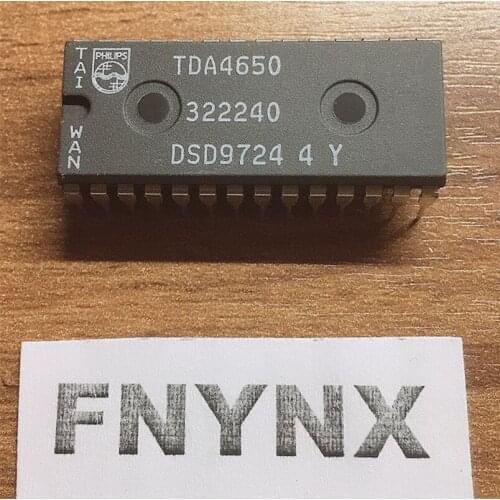 TAI
WAN
PHILIPS
TDA4650
322240
DSD9724 4 Y
FNYNX